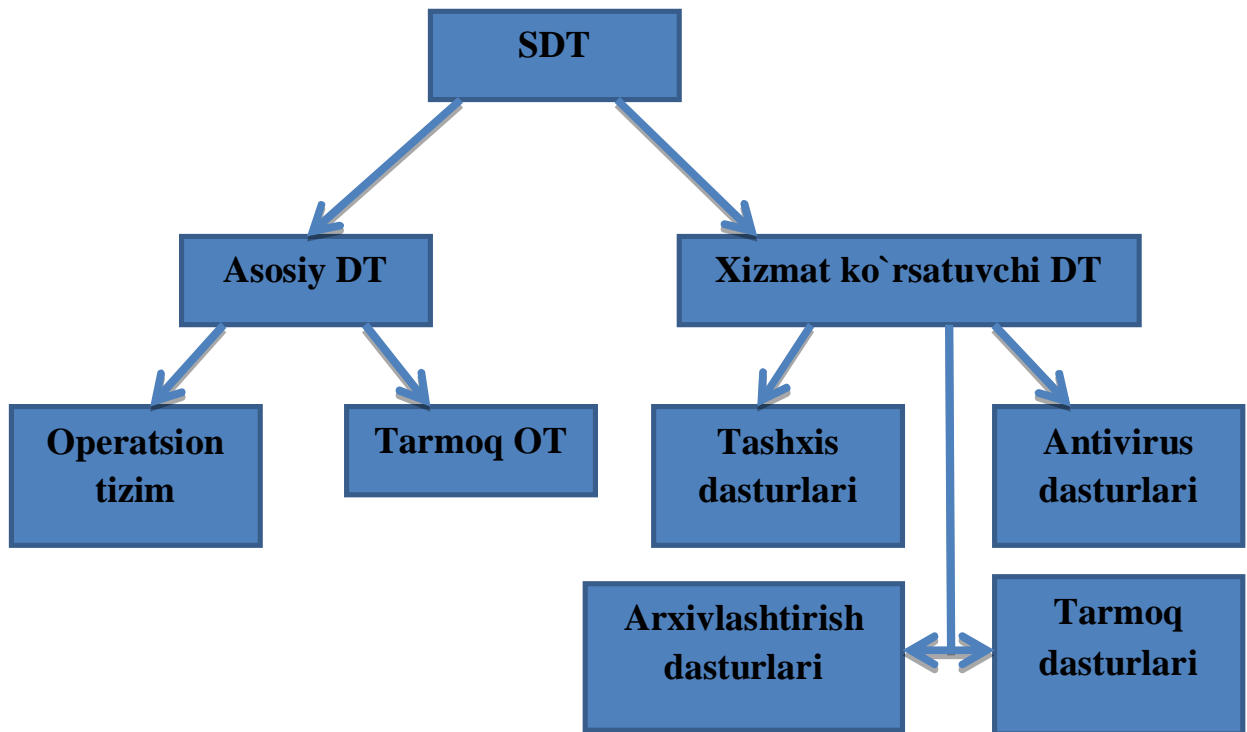 SDT
Asosiy DT
Xizmat ko`rsatuvchi DT
Operatsion
tizim
Tarmoq OT
Tashxis
dasturlari
Antivirus
dasturlari
Arxivlashtirish
dasturlari
Tarmoq
dasturlari